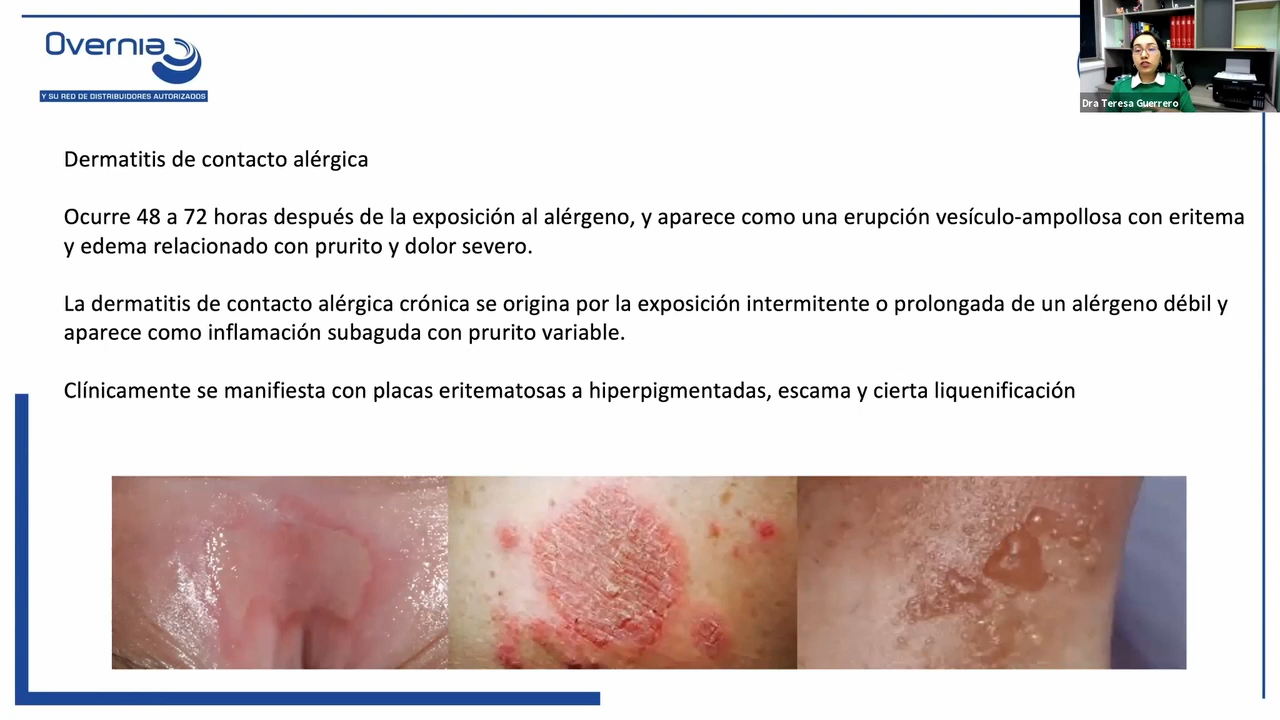 Overnia
Y SU RED DE DISTRIBUIDORES AUTORIZADOS
Dra Teresa Guerrero
Dermatitis de contacto alérgica
Ocurre 48 a 72 horas después de la exposición al alérgeno, y aparece como una erupción vesículo-ampollosa con eritema
y edema relacionado con prurito y dolor severo.
La dermatitis de contacto alérgica crónica se origina por la exposición intermitente o prolongada de un alérgeno débil y
aparece como inflamación subaguda con prurito variable.
Clínicamente se manifiesta con placas eritematosas a hiperpigmentadas, escama y cierta liquenificación